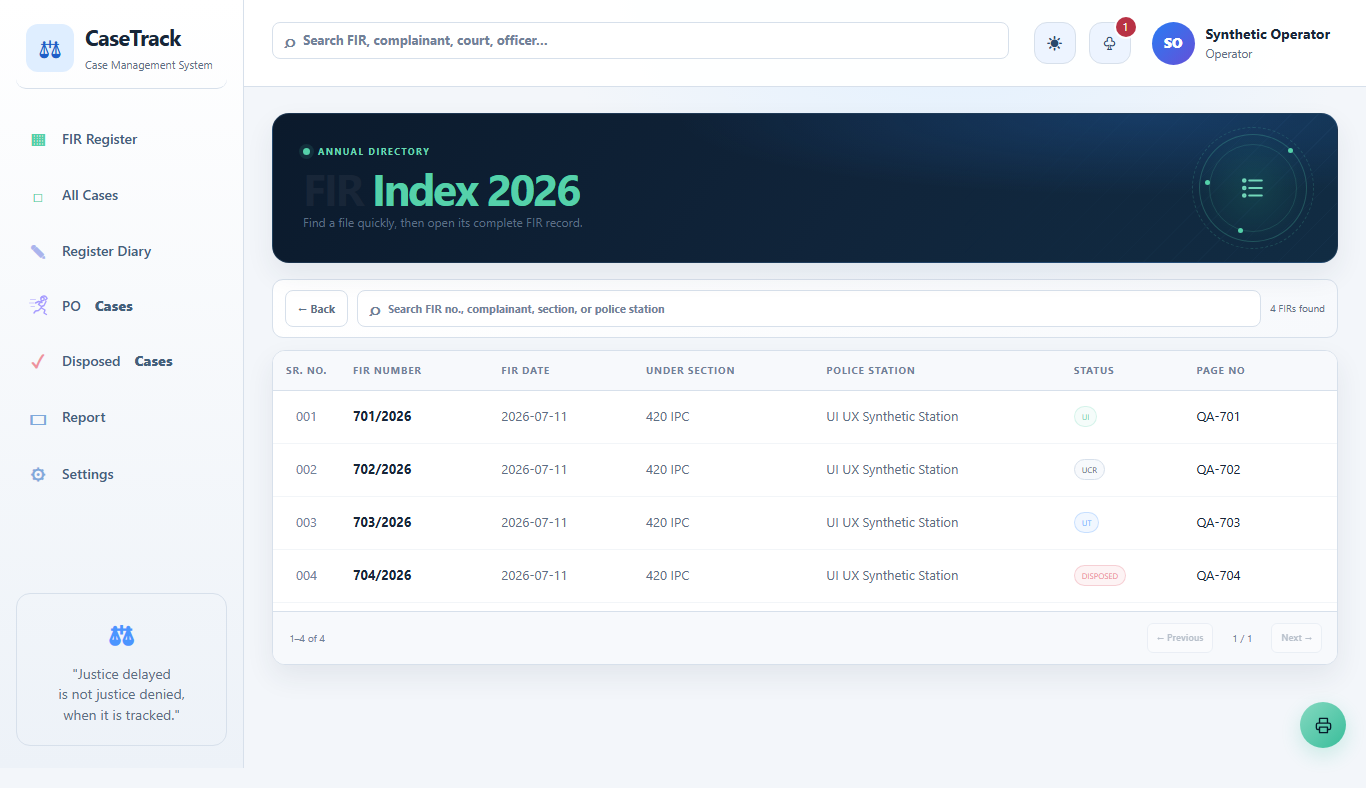 CaseTrack
Case Management System
Search FIR, complainant, court, officer...
1
SO
Synthetic Operator
Operator
FIR Register
All Cases
Register Diary
PO Cases
Disposed Cases
Report
Settings
"Justice delayed
is not justice denied,
when it is tracked."
ANNUAL DIRECTORY
FIR Index 2026
Find a file quickly, then open its complete FIR record.
← Back
Search FIR no., complainant, section, or police station
4 FIRs found
SR. NO. FIR NUMBER FIR DATE UNDER SECTION POLICE STATION STATUS PAGE NO
001 701/2026 2026-07-11 420 IPC UI UX Synthetic Station UI QA-701
002 702/2026 2026-07-11 420 IPC UI UX Synthetic Station UCR QA-702
003 703/2026 2026-07-11 420 IPC UI UX Synthetic Station UT QA-703
004 704/2026 2026-07-11 420 IPC UI UX Synthetic Station DISPOSED QA-704
1–4 of 4
← Previous 1 / 1 Next →